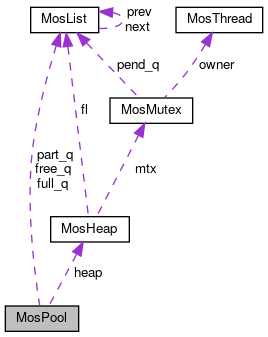 MosList
prev
next
MosThread
pend_q
owner
MosMutex
fl
part_q
free_q
full_q
mtx
MosHeap
heap
MosPool